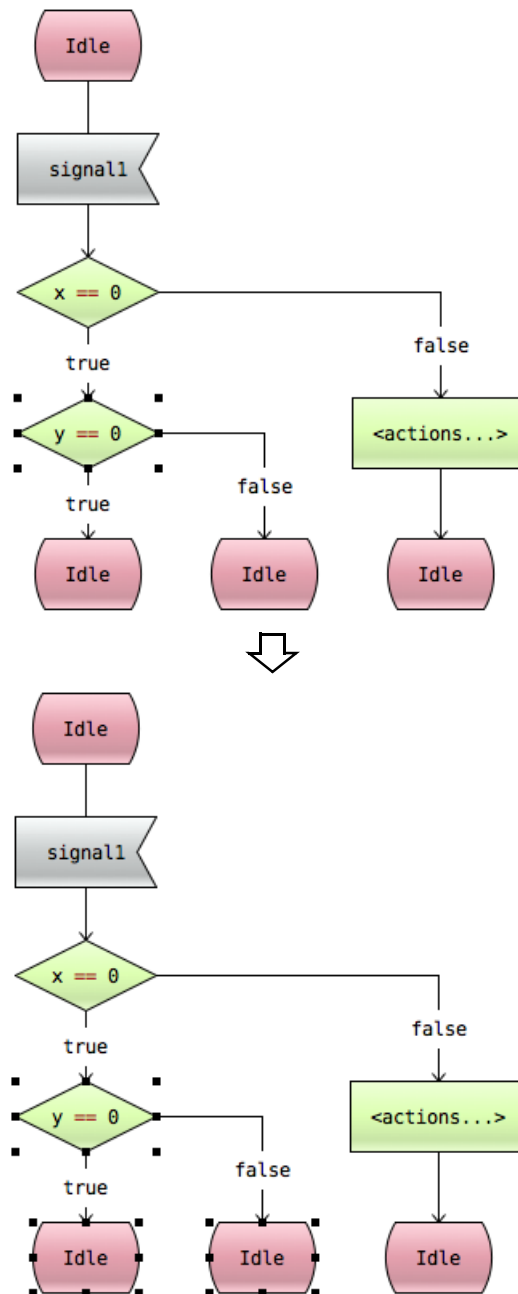 Idle
signal1
x == 0
false
true
y == 0
<actions...>
false
true
Idle
Idle
Idle
Idle
signal1
x == 0
false
true
y == 0
<actions...>
false
true
Idle
Idle
Idle